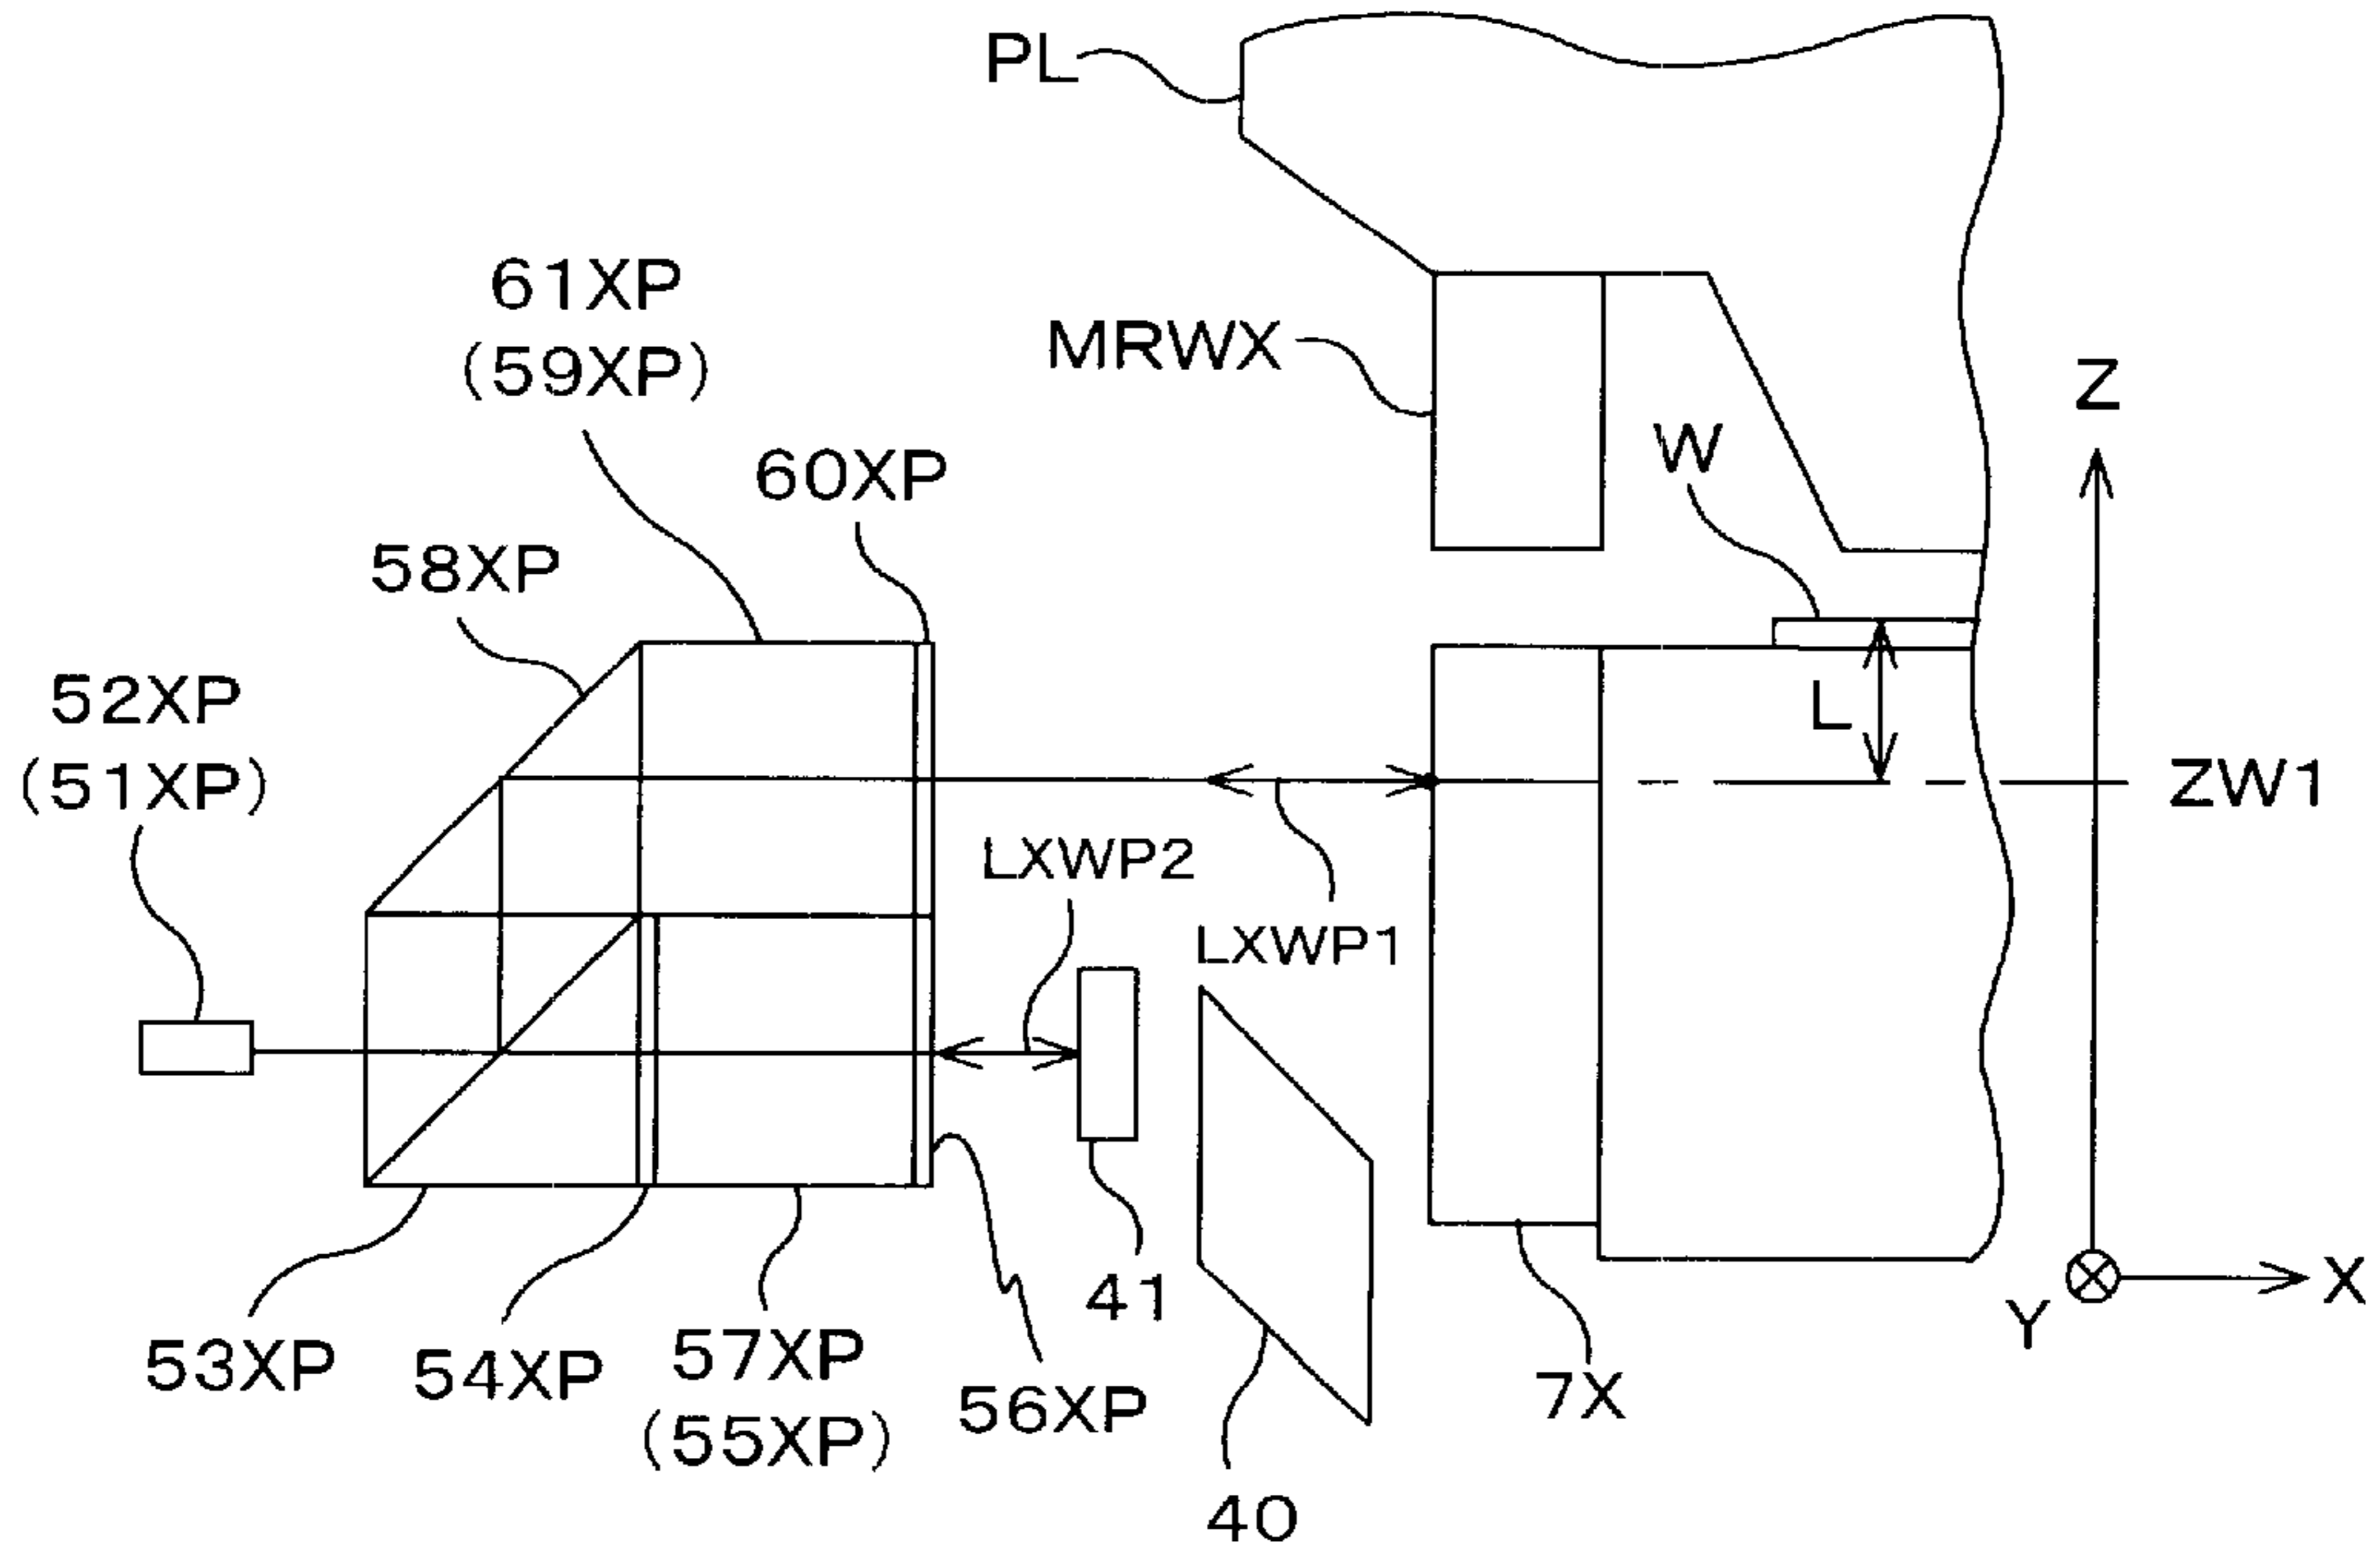 PL
61XP
(59XP)
MRWX
Z
W
60XP
58XP
52XP
(51XP)
L
ZW1
LXWP2
LXWP1
41
X
Y
53XP
54XP
57XP
(55XP)
56XP
7X
40